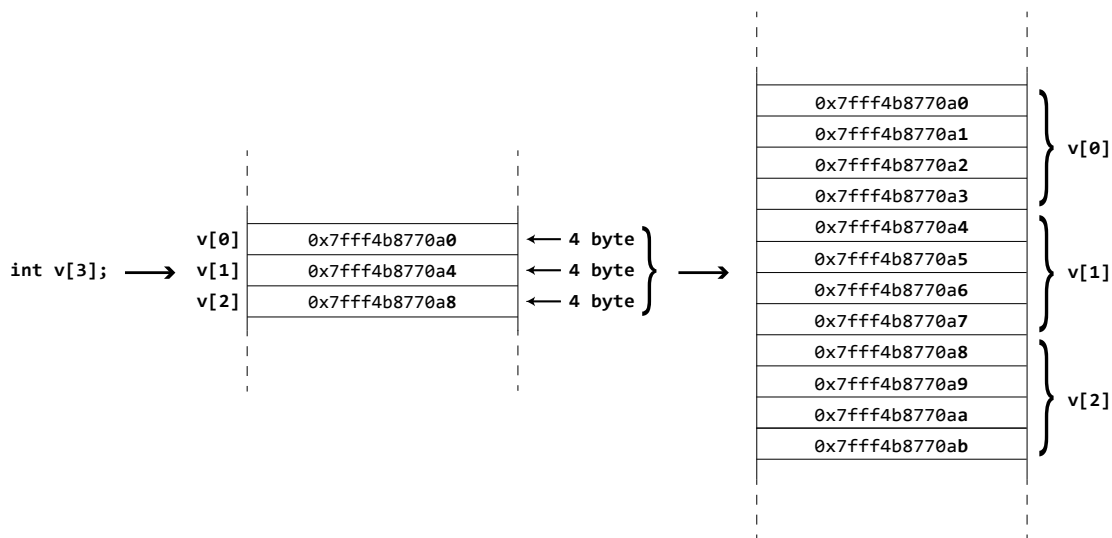 int v[3];
v[0] 0x7fff4b8770a0 4 byte
v[1] 0x7fff4b8770a4 4 byte
v[2] 0x7fff4b8770a8 4 byte
0x7fff4b8770a0
0x7fff4b8770a1
0x7fff4b8770a2
0x7fff4b8770a3
v[0]
0x7fff4b8770a4
0x7fff4b8770a5
0x7fff4b8770a6
0x7fff4b8770a7
v[1]
0x7fff4b8770a8
0x7fff4b8770a9
0x7fff4b8770aa
0x7fff4b8770ab
v[2]